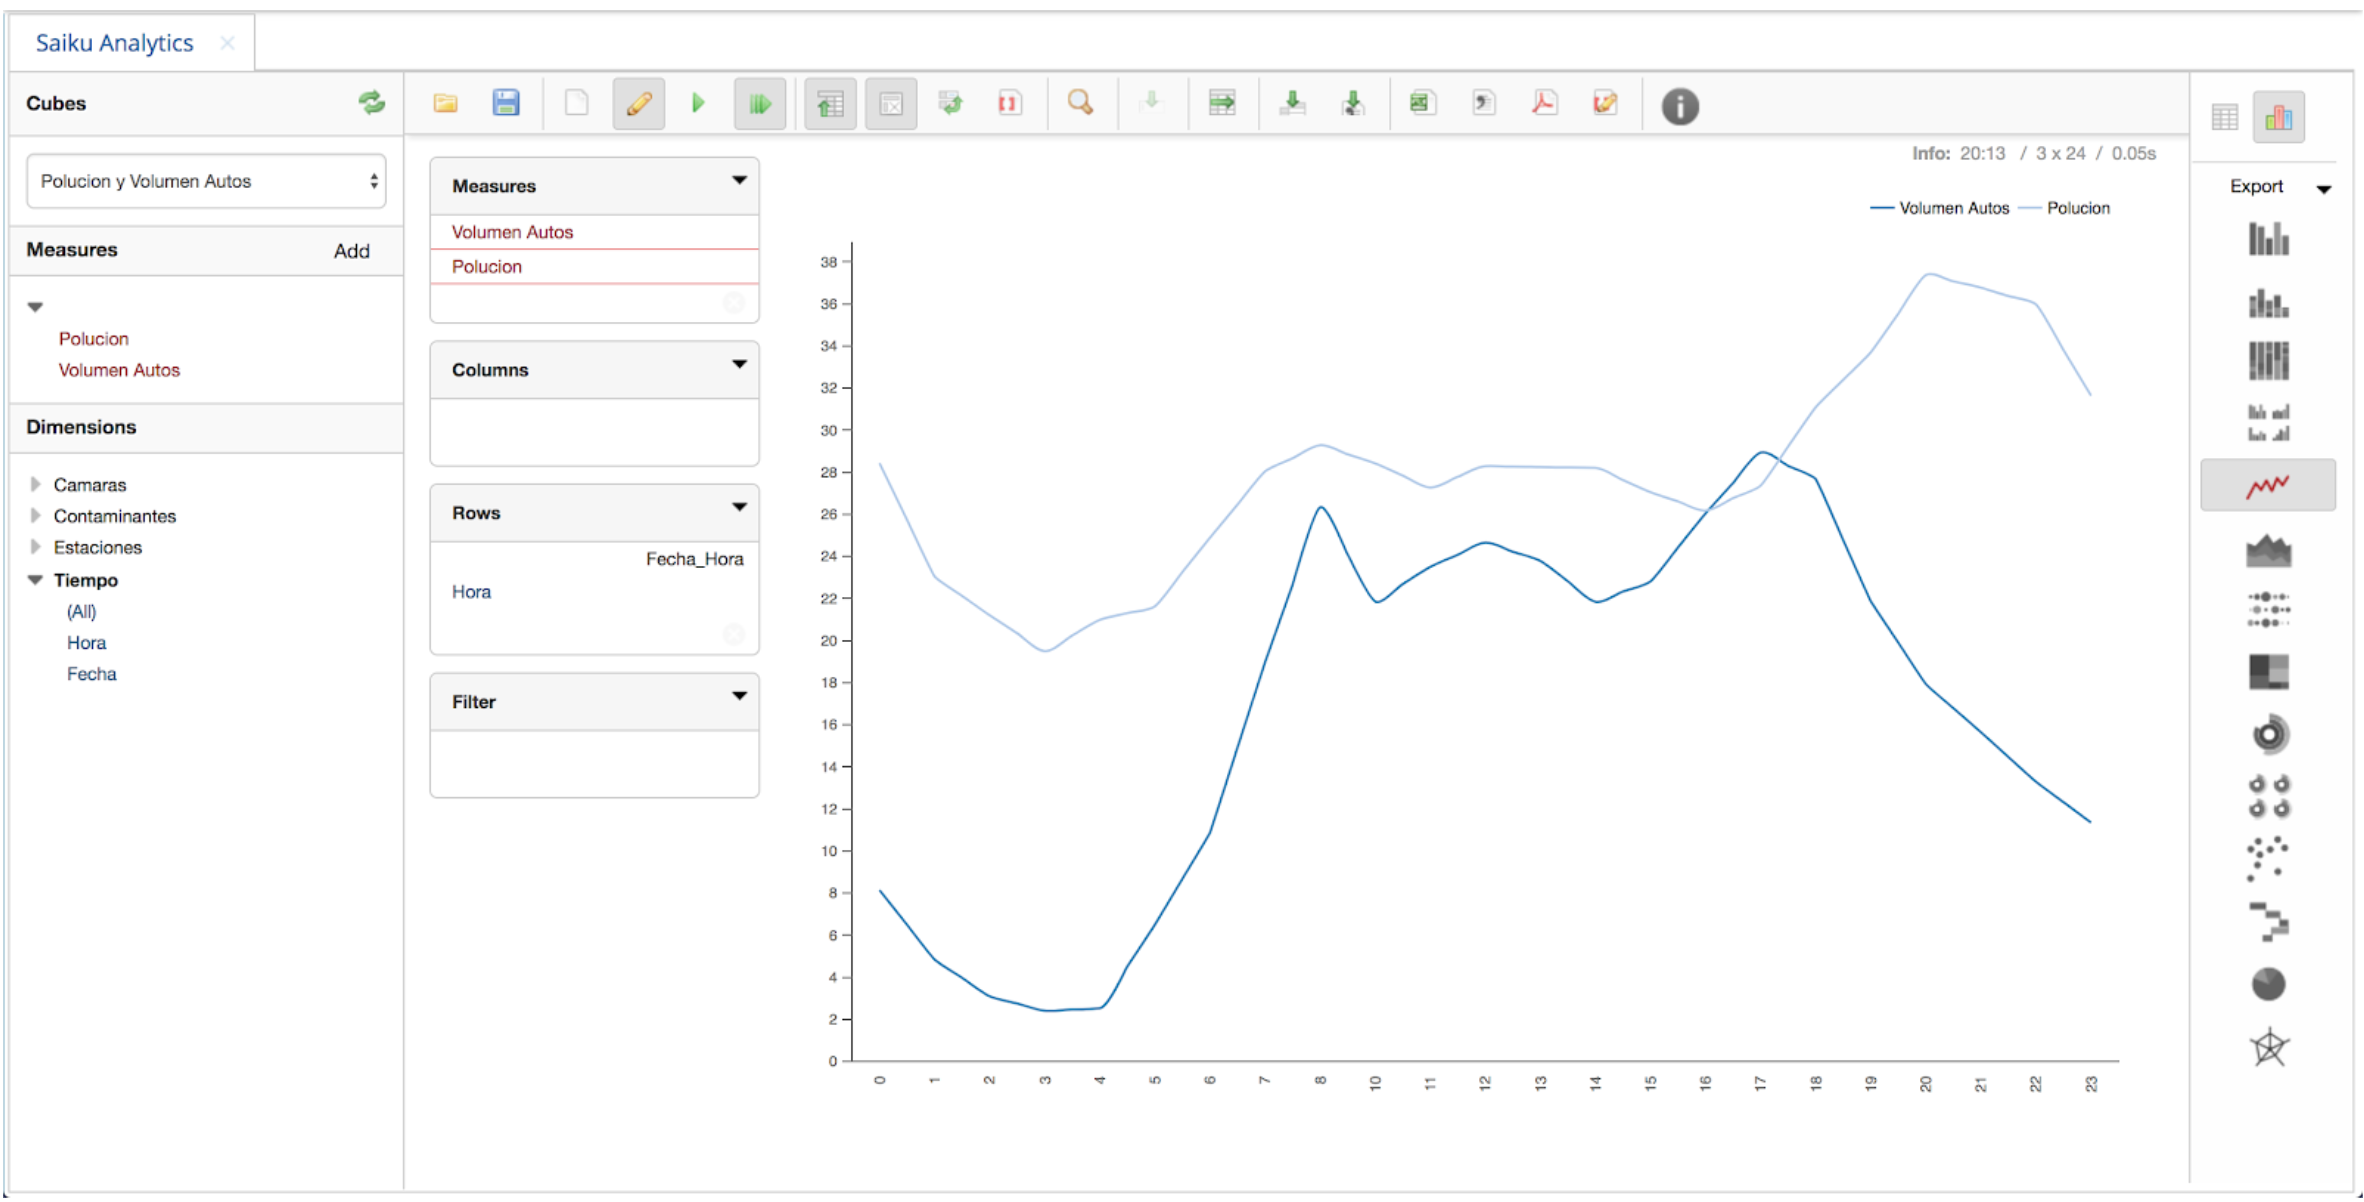 Saiku Analytics
Cubes
Polucion y Volumen Autos
Measures Add
Polucion
Volumen Autos
Dimensions
Camaras
Contaminantes
Estaciones
Tiempo
(All)
Hora
Fecha
Measures
Volumen Autos
Polucion
Columns
Rows
Fecha_Hora
Hora
Filter
Info: 20:13 / 3 x 24 / 0.05s
Volumen Autos Polucion
38
36
34
32
30
28
26
24
22
20
18
16
14
12
10
8
6
4
2
0
0 1 2 3 4 5 6 7 8 10 11 12 13 14 15 16 17 18 19 20 21 22 23
Export